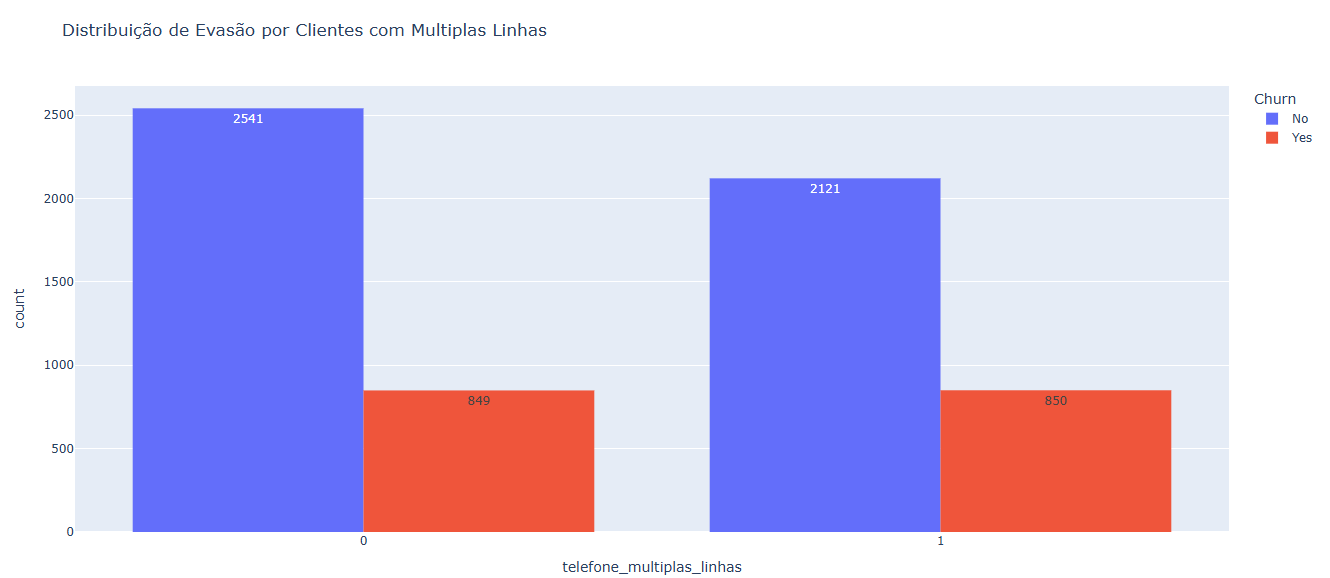 Distribuição de Evasão por Clientes com Multiplas Linhas
Churn
No
Yes
count
2500
2000
1500
1000
500
0
2541
849
2121
850
0
1
telefone_multiplas_linhas